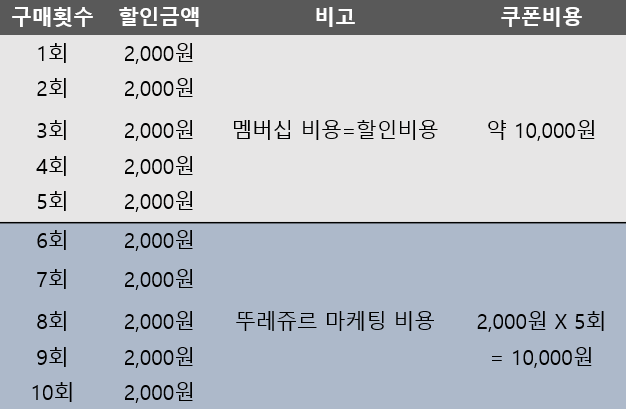 구매횟수 할인금액 비고 쿠폰비용
1회 2,000원
2회 2,000원
3회 2,000원 멤버십 비용=할인비용 약 10,000원
4회 2,000원
5회 2,000원
6회 2,000원
7회 2,000원
8회 2,000원 뚜레쥬르 마케팅 비용 2,000원 X 5회
9회 2,000원 = 10,000원
10회 2,000원